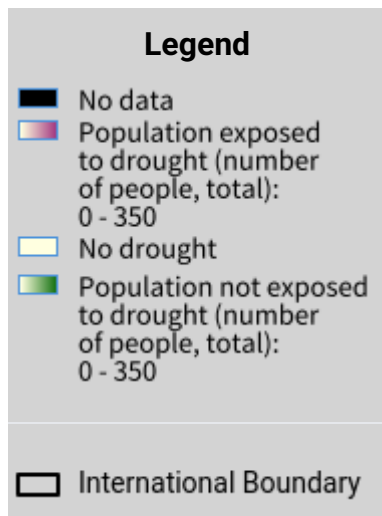 Legend
No data
Population exposed
to drought (number
of people, total):
0 - 350
No drought
Population not exposed
to drought (number
of people, total):
0 - 350
International Boundary